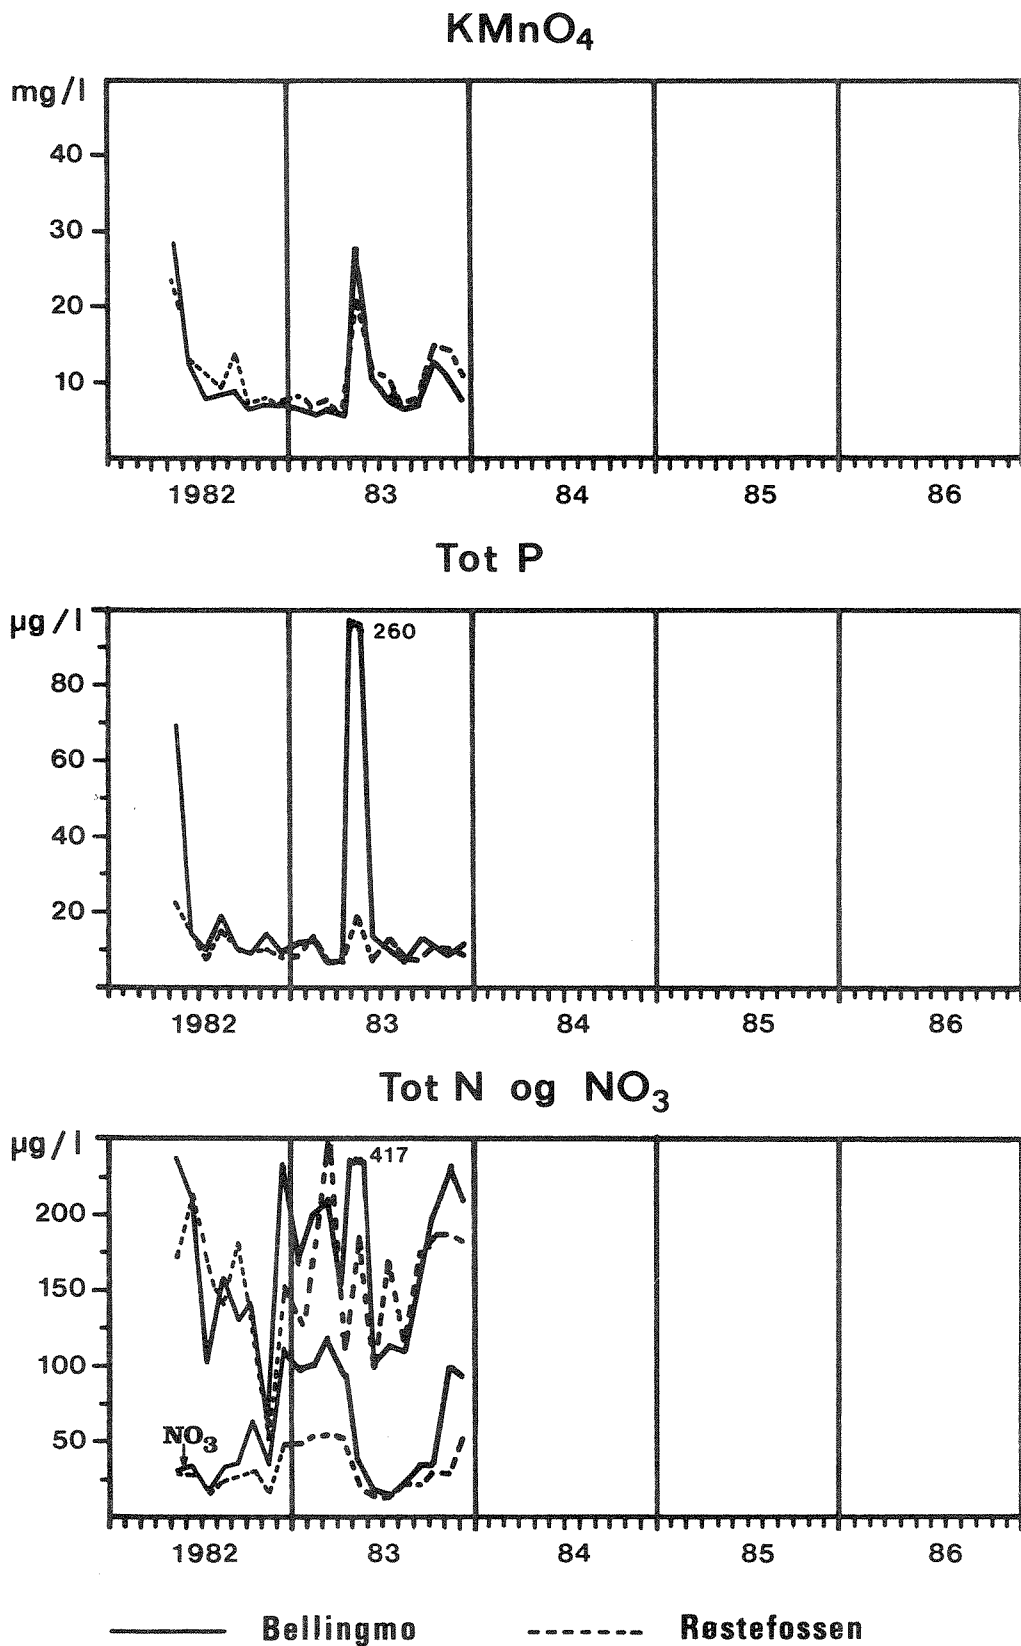 KMnO₄
mg/l
40
30
20
10
1982 83 84 85 86
Tot P
µg/l
260
80
60
40
20
1982 83 84 85 86
Tot N og NO₃
µg/l
417
200
150
100
50
NO₃
1982 83 84 85 86
Bellingmo Røstefossen